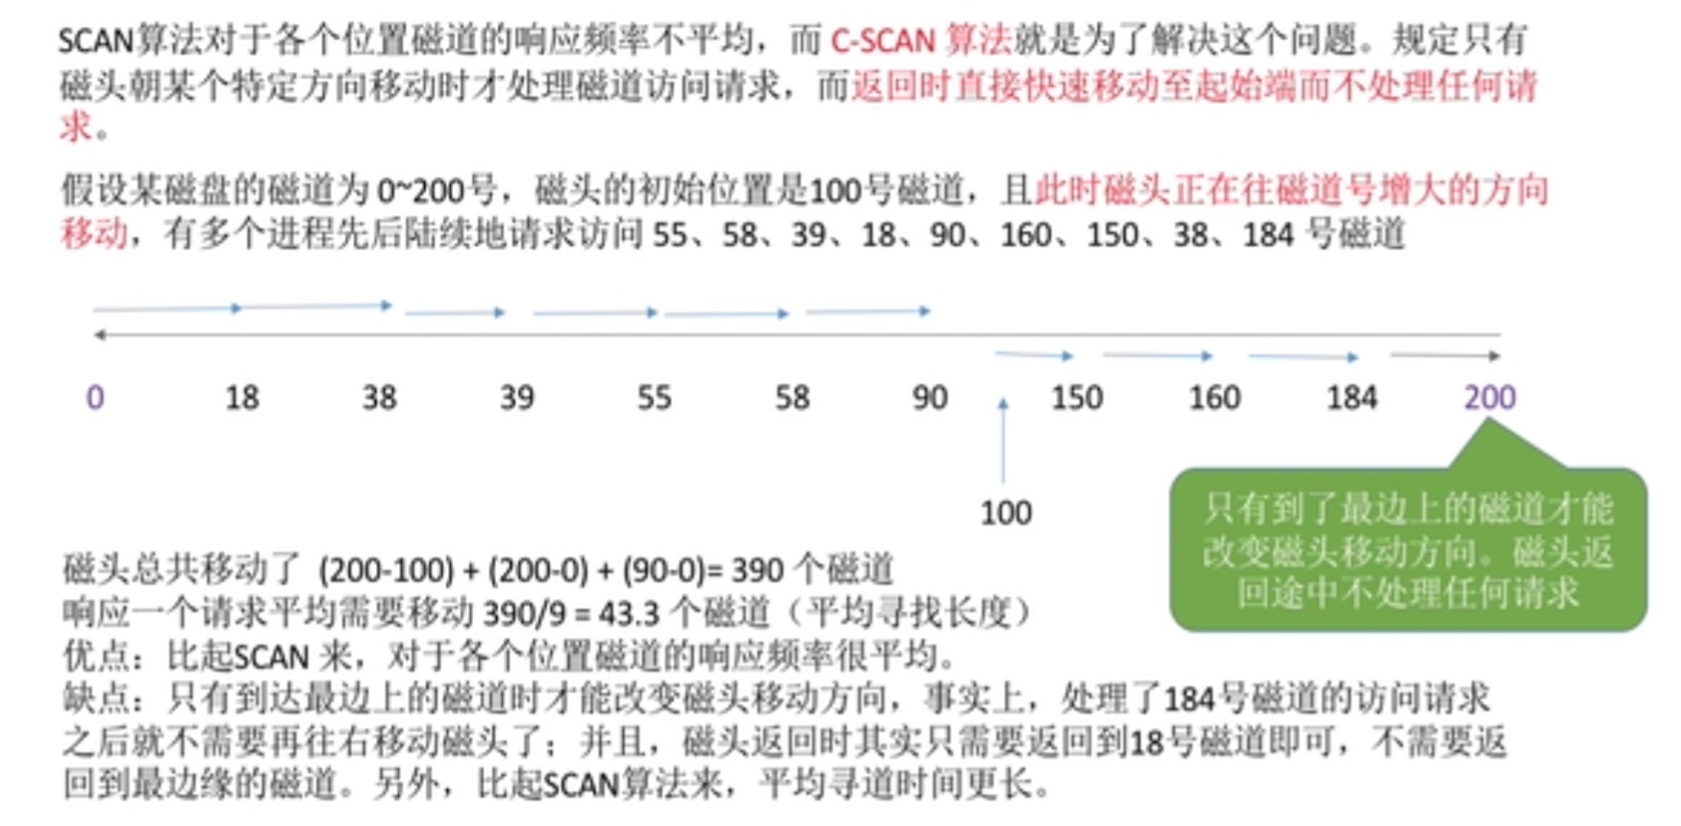 SCAN算法对于各个位置磁道的响应频率不平均，而 C-SCAN 算法就是为了解决这个问题。规定只有
磁头朝某个特定方向移动时才处理磁道访问请求，而返回时直接快速移动至起始端而不处理任何请
求。
假设某磁盘的磁道为 0~200号，磁头的初始位置是100号磁道，且此时磁头正在往磁道号增大的方向
移动，有多个进程先后陆续地请求访问 55、58、39、18、90、160、150、38、184 号磁道
0 18 38 39 55 58 90 150 160 184 200
100
只有到了最边上的磁道才能
改变磁头移动方向。磁头返
回途中不处理任何请求
磁头总共移动了 (200-100) + (200-0) + (90-0)= 390 个磁道
响应一个请求平均需要移动 390/9 = 43.3 个磁道（平均寻找长度）
优点：比起SCAN 来，对于各个位置磁道的响应频率很平均。
缺点：只有到达最边上的磁道时才能改变磁头移动方向，事实上，处理了184号磁道的访问请求
之后就不需要再往右移动磁头了；并且，磁头返回时其实只需要返回到18号磁道即可，不需要返
回到最边缘的磁道。另外，比起SCAN算法来，平均寻道时间更长。